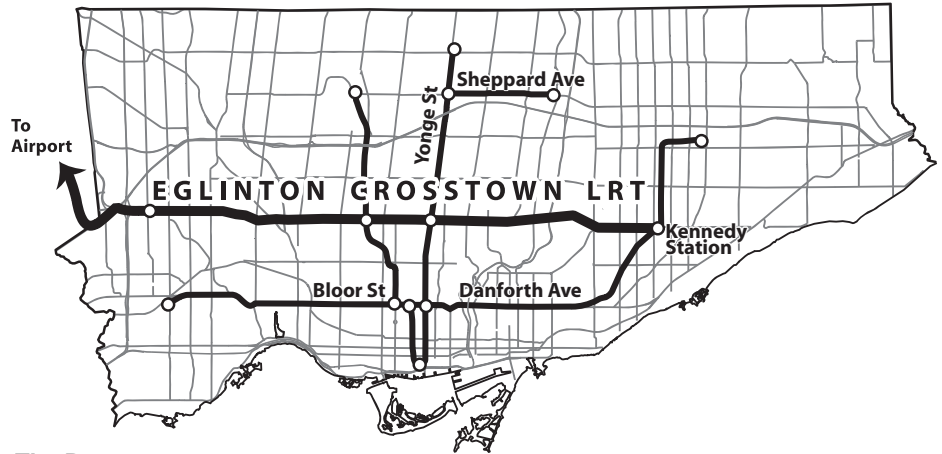 Sheppard Ave
Yonge St
To
Airport
EGLINTON CROSSTOWN LRT
Kennedy
Station
Bloor St
Danforth Ave